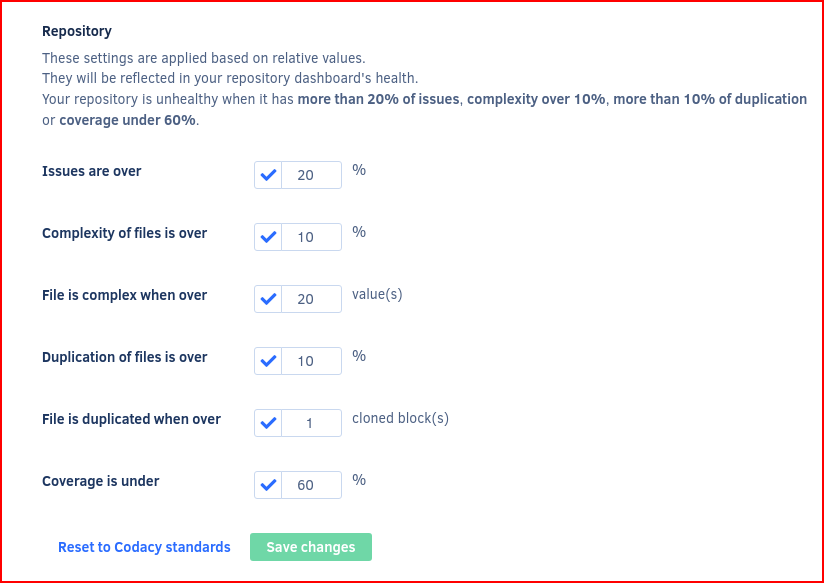 Repository
These settings are applied based on relative values.
They will be reflected in your repository dashboard's health.
Your repository is unhealthy when it has more than 20% of issues, complexity over 10%, more than 10% of duplication
or coverage under 60%.
Issues are over 20 %
Complexity of files is over 10 %
File is complex when over 20 value(s)
Duplication of files is over 10 %
File is duplicated when over 1 cloned block(s)
Coverage is under 60 %
Reset to Codacy standards Save changes